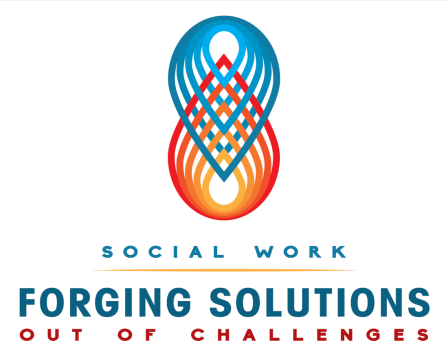 SOCIAL WORK
FORGING SOLUTIONS
OUT OF CHALLENGES